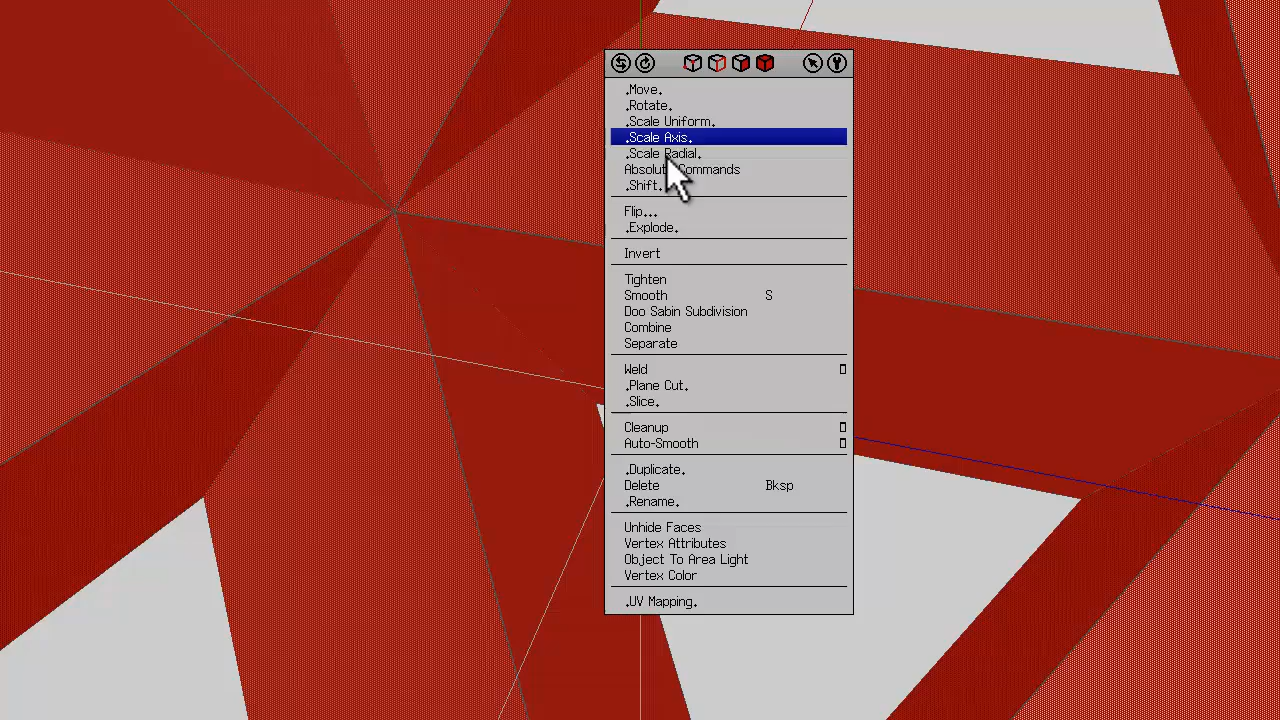 .Move.
.Rotate.
.Scale Uniform.
.Scale Axis.
.Scale Radial.
Absolute Commands
.Shift.
Flip...
.Explode.
Invert
Tighten
Smooth S
Doo Sabin Subdivision
Combine
Separate
Weld
.Plane Cut.
.Slice.
Cleanup
Auto-Smooth
.Duplicate.
Delete Bksp
.Rename.
Unhide Faces
Vertex Attributes
Object To Area Light
Vertex Color
.UV Mapping.